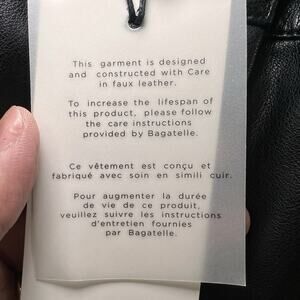 This garment is designed
and constructed with Care
in faux leather.
To increase the lifespan of
this product, please follow
the care instructions
provided by Bagatelle.
Ce vêtement est conçu et
fabriqué avec soin en simili cuir.
Pour augmenter la durée
de vie de ce produit,
veuillez suivre les instructions
d'entretien fournies
par Bagatelle.